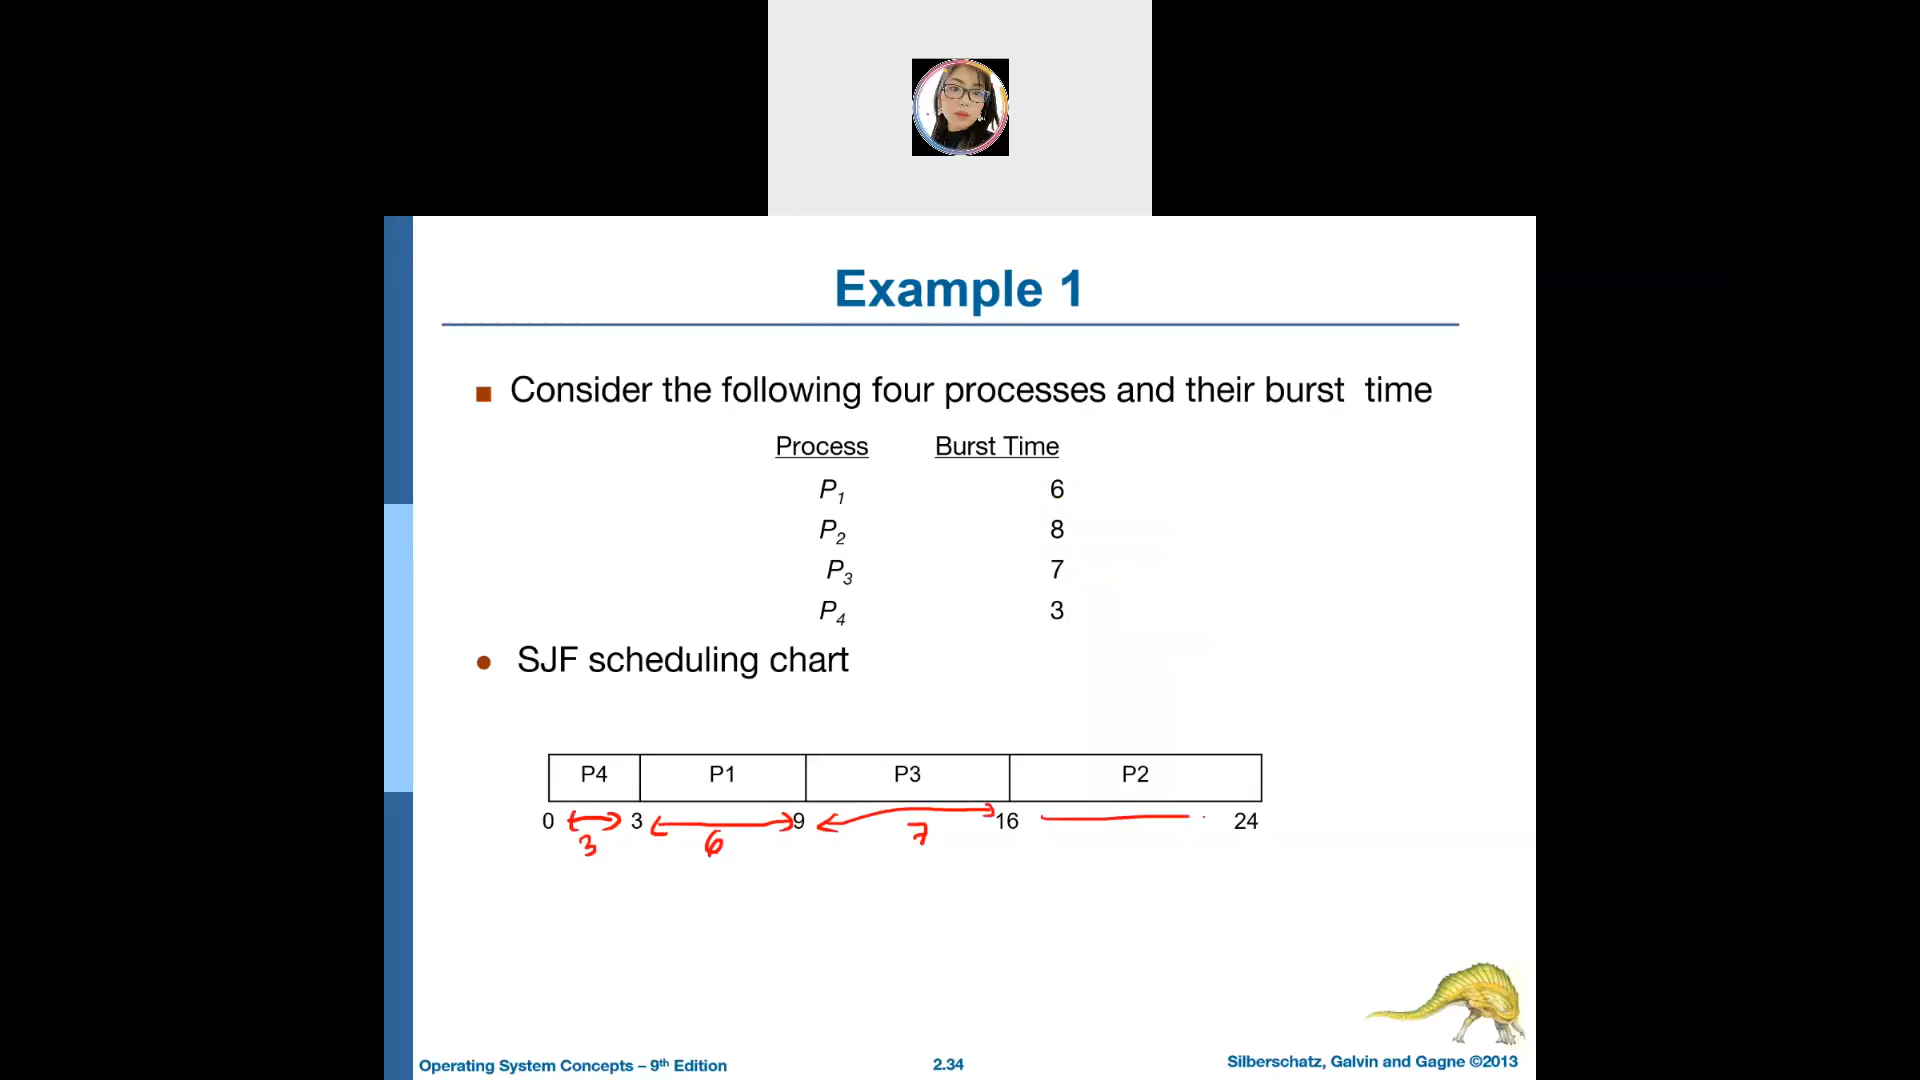 Example 1
Consider the following four processes and their burst time
Process Burst Time
P1 6
P2 8
P3 7
P4 3
SJF scheduling chart
P4 P1 P3 P2
0 3 9 16 24
3 6 7
Operating System Concepts – 9th Edition 2.34 Silberschatz, Galvin and Gagne ©2013